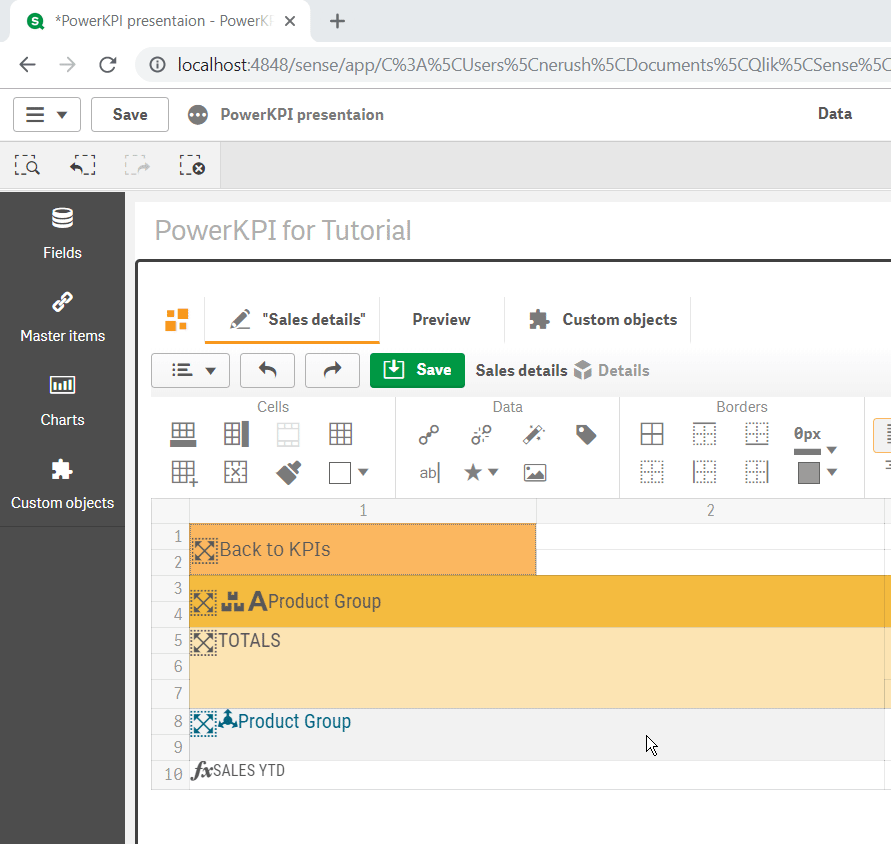 *PowerKPI presentaion - PowerK
localhost:4848/sense/app/C%3A%5CUsers%5Cnerush%5CDocuments%5CQlik%5CSense%5C
Save
PowerKPI presentaion
Data
Fields
Master items
Charts
Custom objects
PowerKPI for Tutorial
"Sales details"
Preview
Custom objects
Save
Sales details
Details
Cells
Data
Borders
0px
ab|
1
2
1
2
3
4
5
6
7
8
9
10
Back to KPIs
A Product Group
TOTALS
Product Group
fx SALES YTD